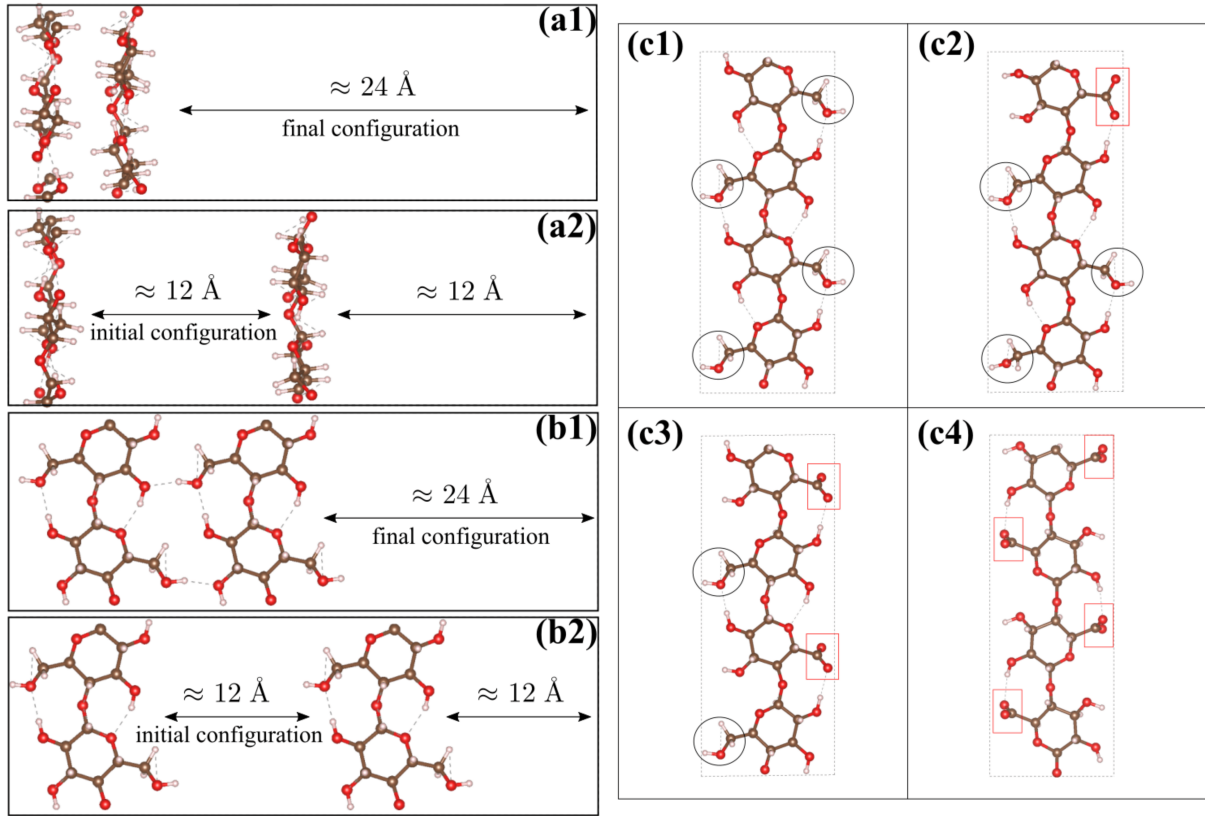 (a1)
≈ 24 Å
final configuration
(a2)
≈ 12 Å
≈ 12 Å
initial configuration
(b1)
≈ 24 Å
final configuration
(b2)
≈ 12 Å
≈ 12 Å
initial configuration
(c1)
(c2)
(c3)
(c4)